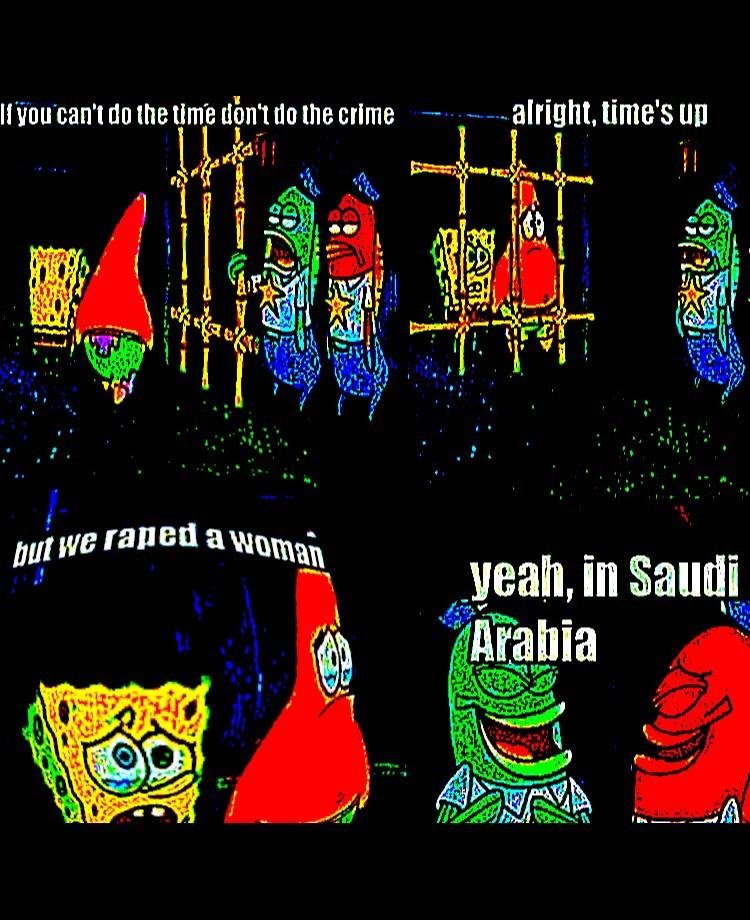 If you can't do the time don't do the crime
alright, time's up
but we raped a woman
yeah, in Saudi
Arabia